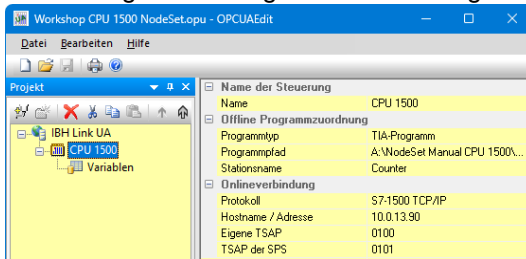 Workshop CPU 1500 NodeSet.opu - OPCUAEdit
Datei Bearbeiten Hilfe
Projekt
IBH Link UA
CPU 1500
Variablen
Name der Steuerung
Name CPU 1500
Offline Programmzuordnung
Programmtyp TIA-Programm
Programmpfad A:\NodeSet Manual CPU 1500\...
Stationsname Counter
Onlineverbindung
Protokoll S7-1500 TCP/IP
Hostname / Adresse 10.0.13.90
Eigene TSAP 0100
TSAP der SPS 0101